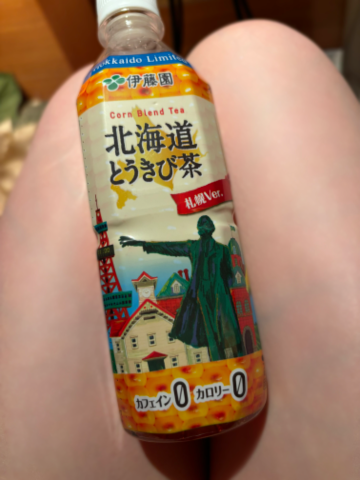 Hokkaido Limite
伊藤園
Corn Blend Tea
北海道
とうきび茶
札幌Ver.
カフェイン0 カロリー0